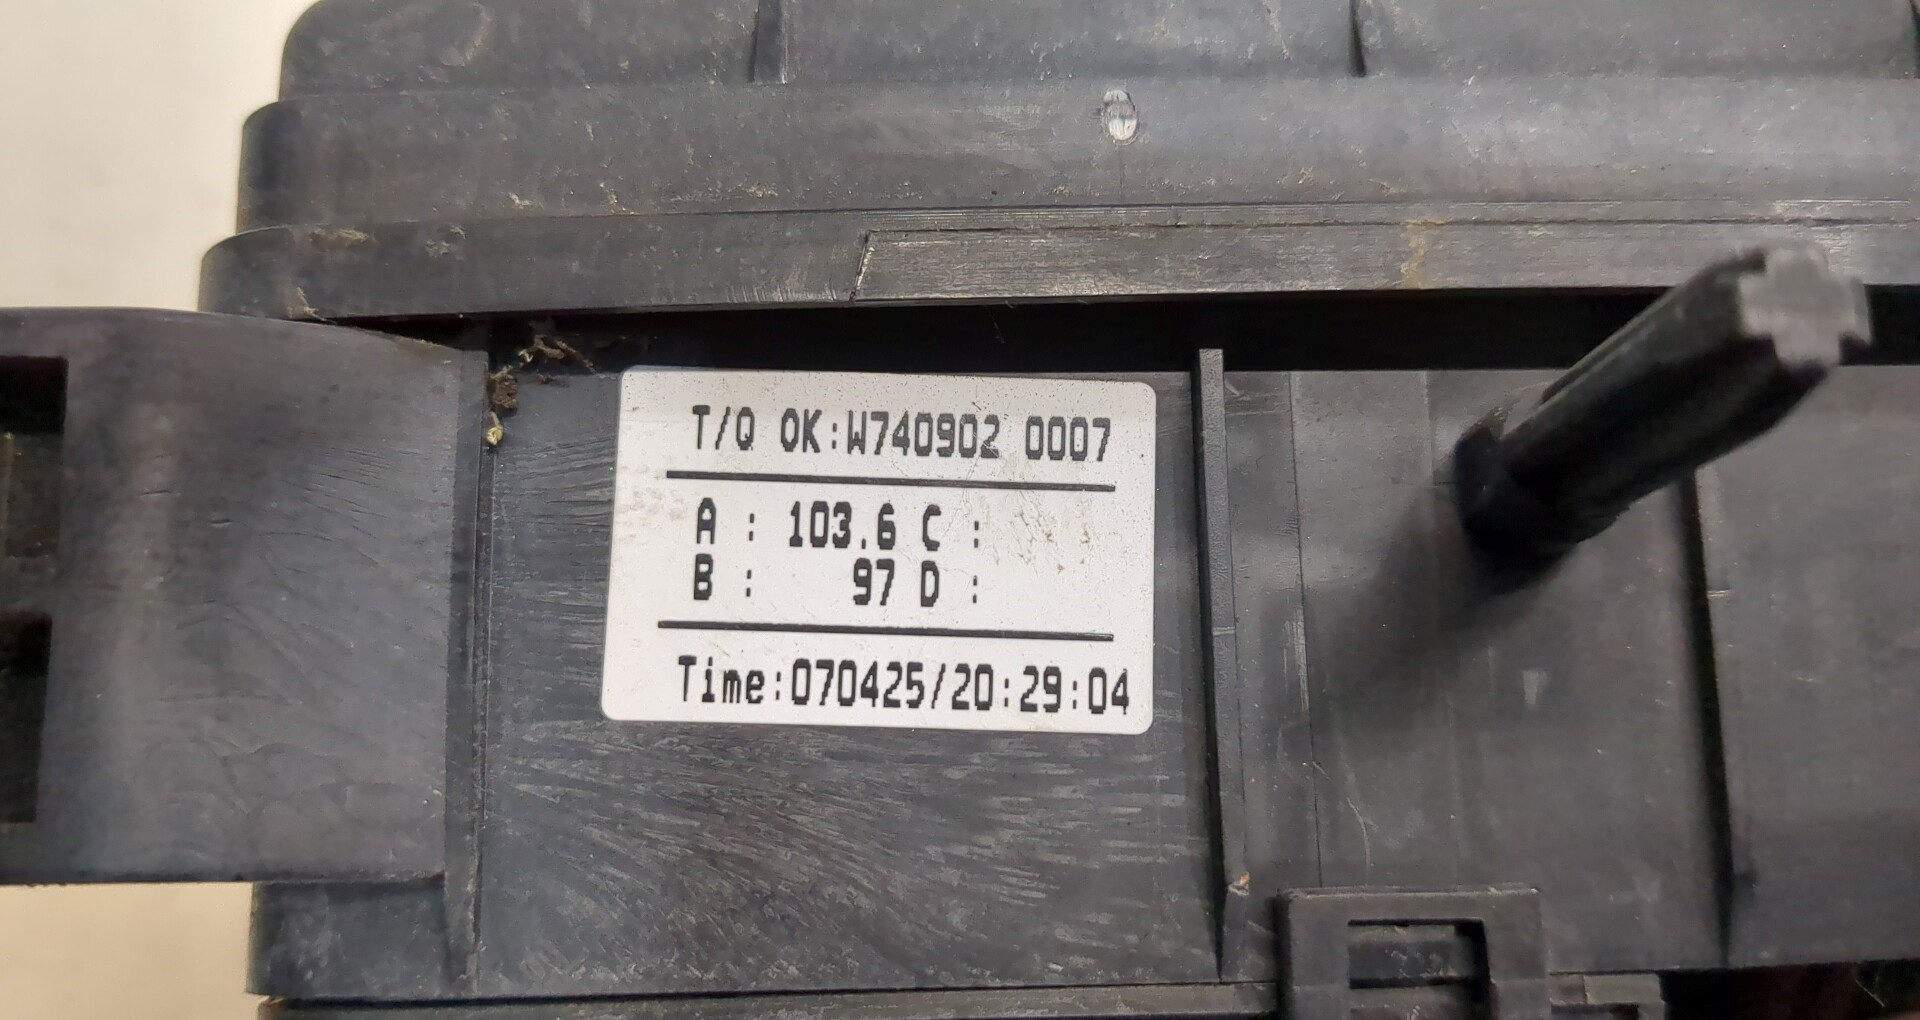 T/Q OK:W740902 0007
A : 103.6 C :
B : 97 D :
Time:070425/20:29:04